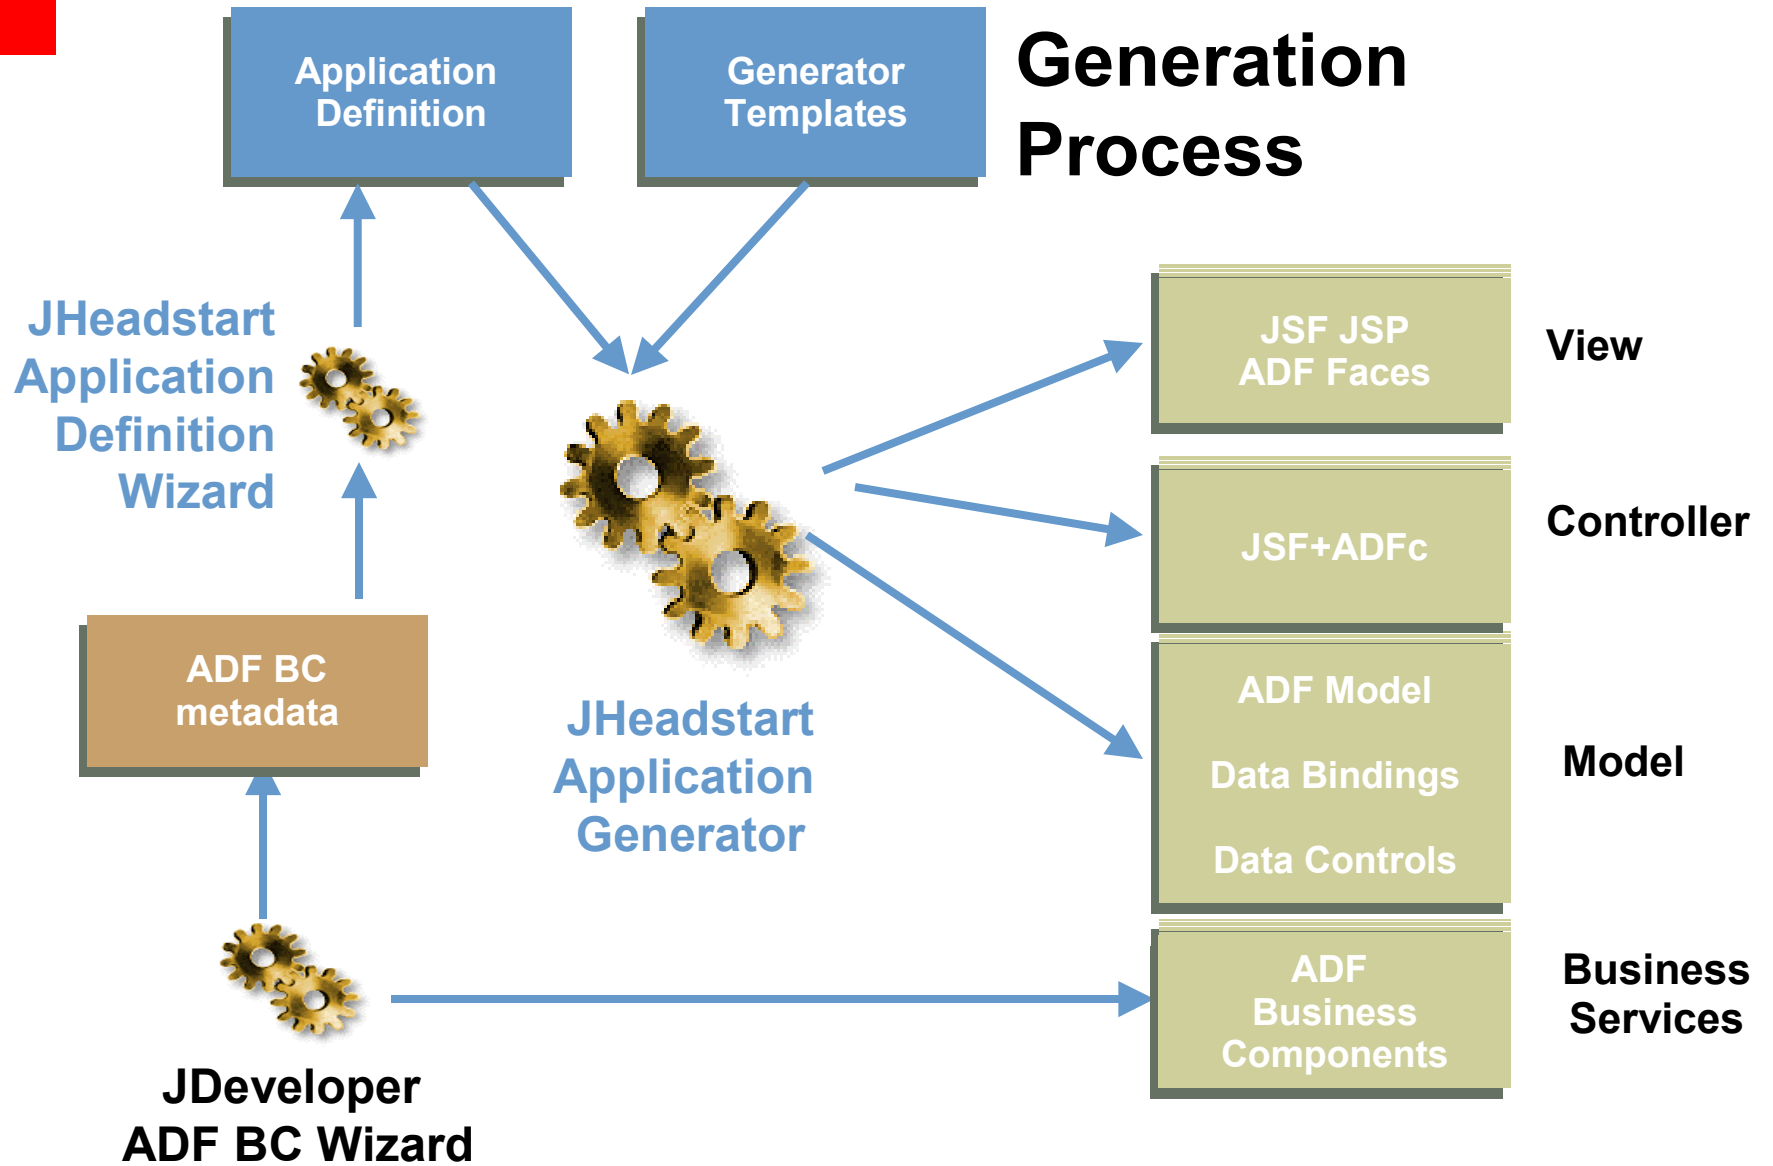 Application
Definition
Generator
Templates
Generation
Process
JHeadstart
Application
Definition
Wizard
JSF JSP
ADF Faces
View
JSF+ADFc
Controller
ADF BC
metadata
JHeadstart
Application
Generator
ADF Model
Data Bindings
Data Controls
Model
ADF
Business
Components
Business
Services
JDeveloper
ADF BC Wizard